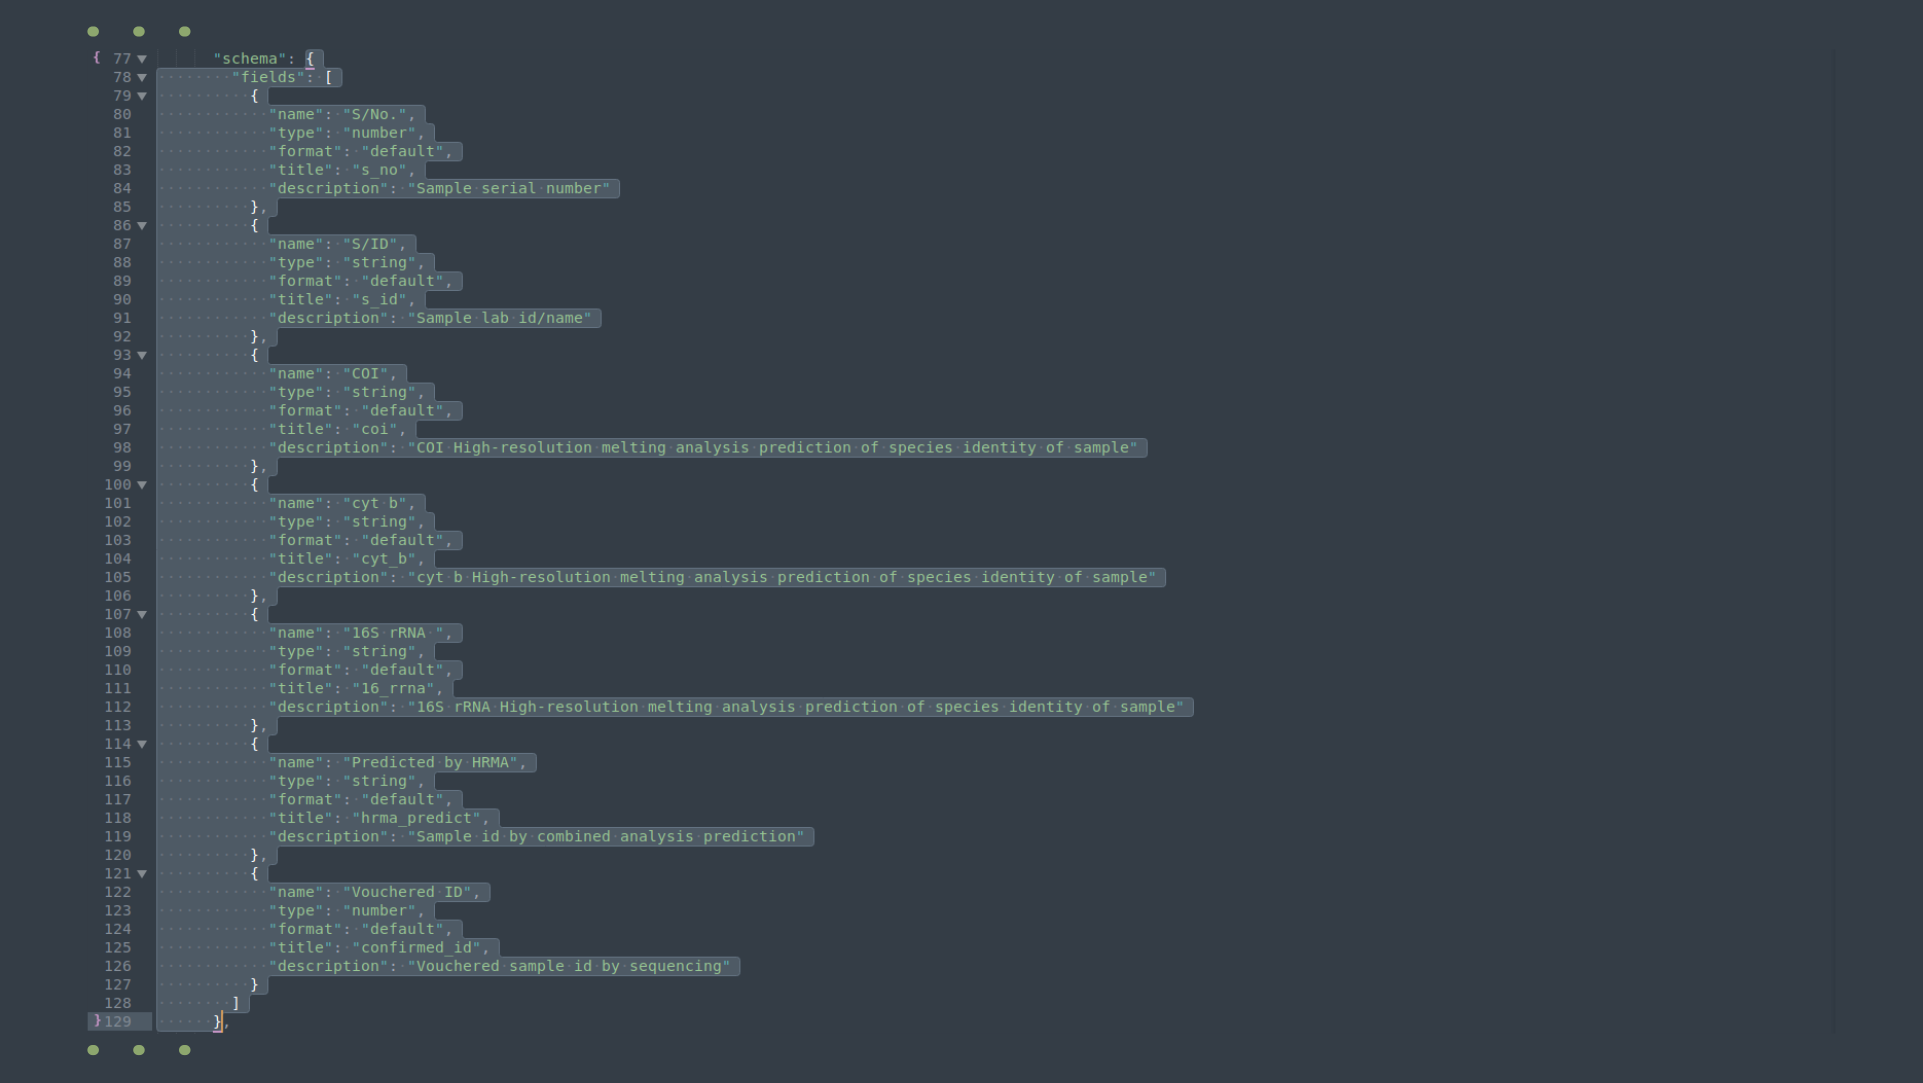 { 77 "schema": {
78 "fields": [
79 {
80 "name": "S/No.",
81 "type": "number",
82 "format": "default",
83 "title": "s_no",
84 "description": "Sample serial number"
85 },
86 {
87 "name": "S/ID",
88 "type": "string",
89 "format": "default",
90 "title": "s_id",
91 "description": "Sample lab id/name"
92 },
93 {
94 "name": "COI",
95 "type": "string",
96 "format": "default",
97 "title": "coi",
98 "description": "COI High-resolution melting analysis prediction of species identity of sample"
99 },
100 {
101 "name": "cyt b",
102 "type": "string",
103 "format": "default",
104 "title": "cyt_b",
105 "description": "cyt b High-resolution melting analysis prediction of species identity of sample"
106 },
107 {
108 "name": "16S rRNA ",
109 "type": "string",
110 "format": "default",
111 "title": "16_rrna",
112 "description": "16S rRNA High-resolution melting analysis prediction of species identity of sample"
113 },
114 {
115 "name": "Predicted by HRMA",
116 "type": "string",
117 "format": "default",
118 "title": "hrma_predict",
119 "description": "Sample id by combined analysis prediction"
120 },
121 {
122 "name": "Vouchered ID",
123 "type": "number",
124 "format": "default",
125 "title": "confirmed_id",
126 "description": "Vouchered sample id by sequencing"
127 }
128 ]
} 129 },